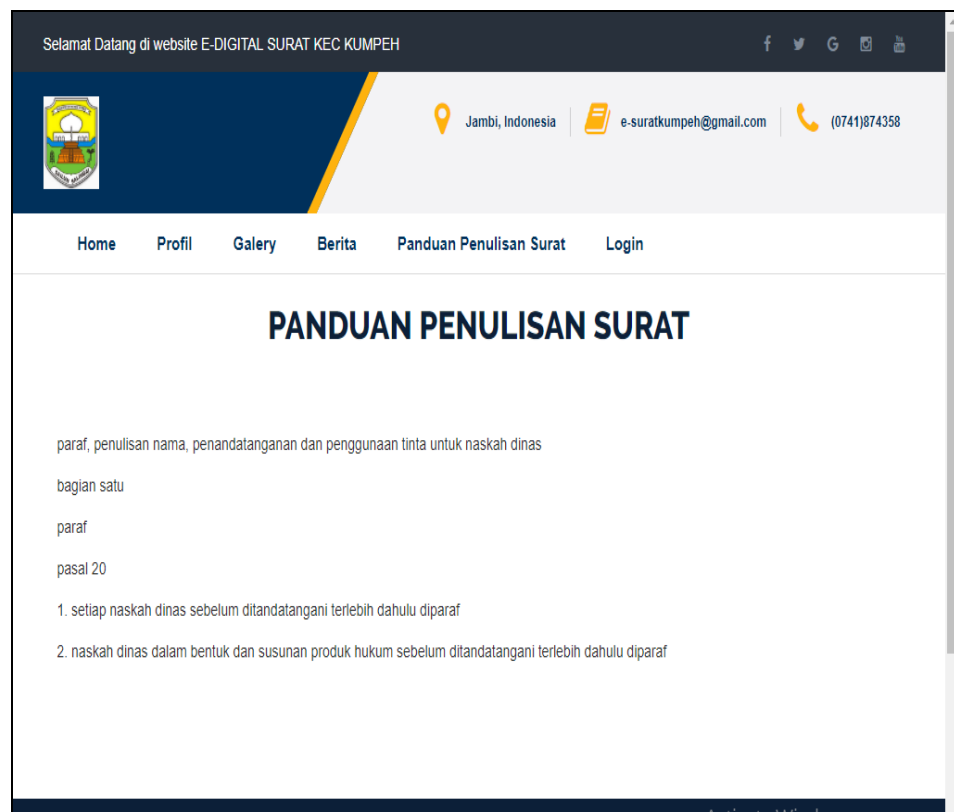 Selamat Datang di website E-DIGITAL SURAT KEC KUMPEH
Jambi, Indonesia
e-suratkumpeh@gmail.com
(0741)874358
Home Profil Galery Berita Panduan Penulisan Surat Login
PANDUAN PENULISAN SURAT
paraf, penulisan nama, penandatanganan dan penggunaan tinta untuk naskah dinas
bagian satu
paraf
pasal 20
1. setiap naskah dinas sebelum ditandatangani terlebih dahulu diparaf
2. naskah dinas dalam bentuk dan susunan produk hukum sebelum ditandatangani terlebih dahulu diparaf